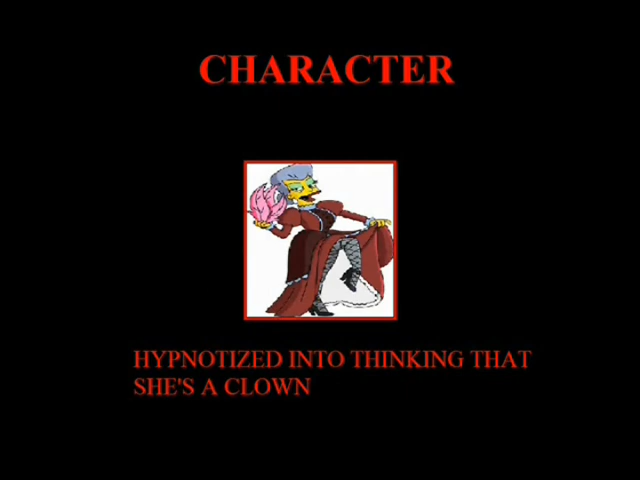 CHARACTER
HYPNOTIZED INTO THINKING THAT
SHE'S A CLOWN